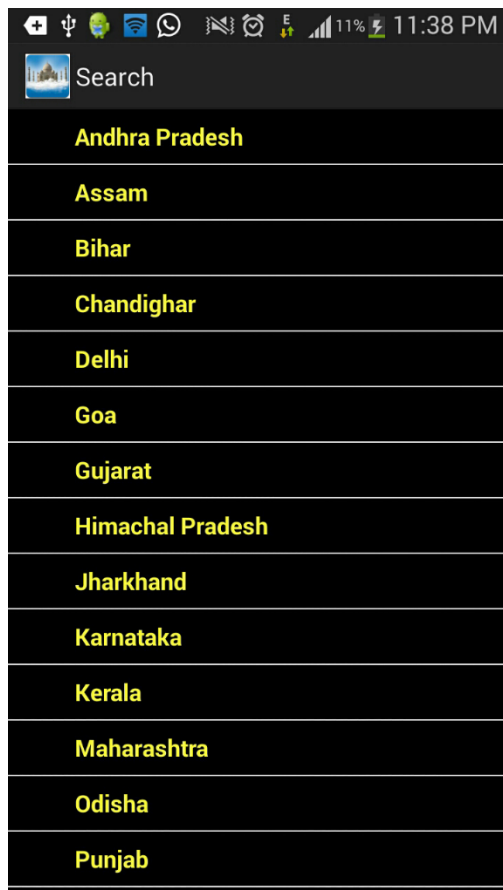 E 11% 11:38 PM
Search
Andhra Pradesh
Assam
Bihar
Chandighar
Delhi
Goa
Gujarat
Himachal Pradesh
Jharkhand
Karnataka
Kerala
Maharashtra
Odisha
Punjab